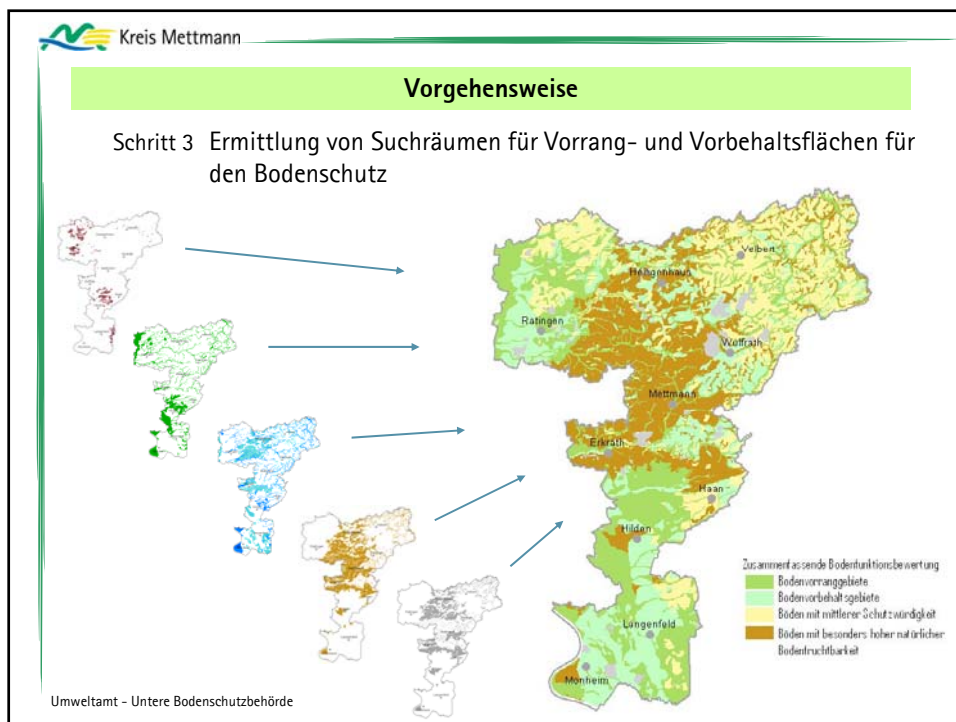 Kreis Mettmann
Vorgehensweise
Schritt 3 Ermittlung von Suchräumen für Vorrang- und Vorbehaltsflächen für
den Bodenschutz
Velbert
Heiligenhaus
Ratingen
Wülfrath
Mettmann
Erkrath
Haan
Hilden
Langenfeld
Monheim
Zusammenfassende Bodenfunktionsbewertung
Bodenvorranggebiete
Bodenvorbehaltsgebiete
Böden mit mittlerer Schutzwürdigkeit
Böden mit besonders hoher natürlicher
Bodenfruchtbarkeit
Umweltamt - Untere Bodenschutzbehörde